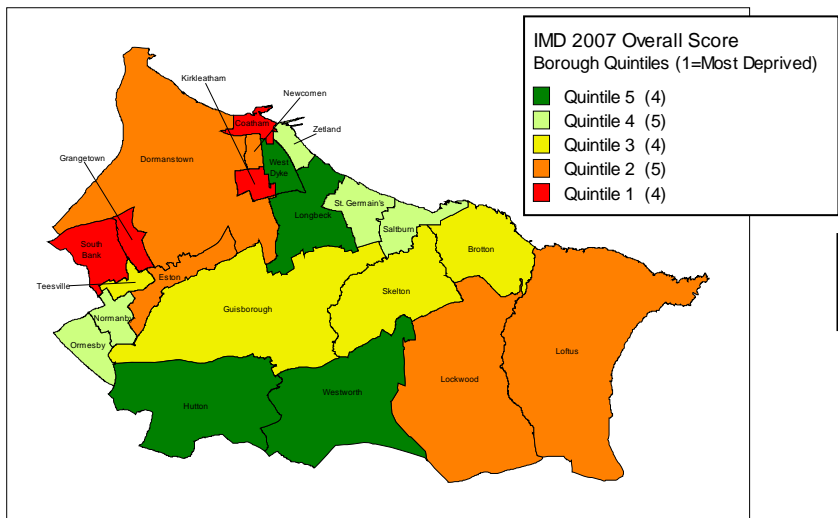 IMD 2007 Overall Score
Borough Quintiles (1=Most Deprived)
Quintile 5 (4)
Quintile 4 (5)
Quintile 3 (4)
Quintile 2 (5)
Quintile 1 (4)
Kirkleatham
Newcomen
Coatham
Zetland
Grangetown
Dormanstown
West
Dyke
St. Germain's
Longbeck
Saltburn
South
Bank
Brotton
Eston
Teesville
Skelton
Guisborough
Normanby
Ormesby
Loftus
Lockwood
Westworth
Hutton